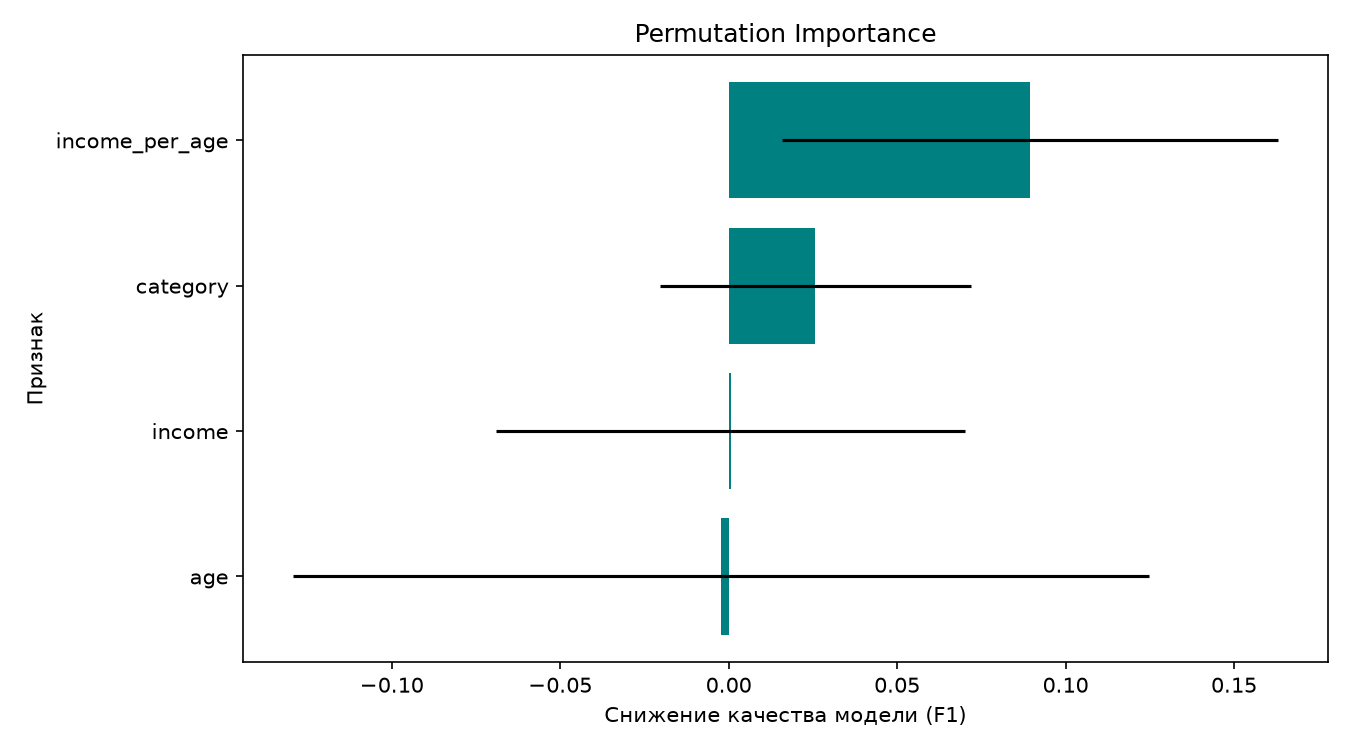 Permutation Importance
income_per_age
category
income
age
Признак
−0.10 −0.05 0.00 0.05 0.10 0.15
Снижение качества модели (F1)